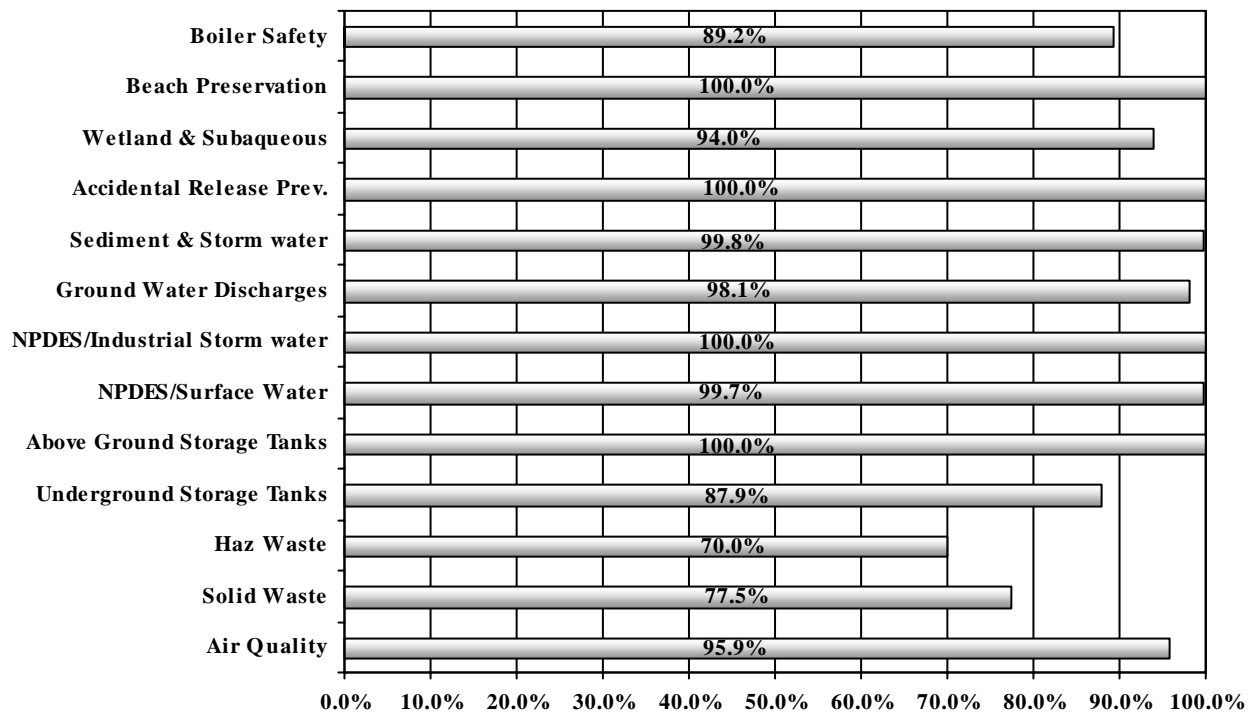 Boiler Safety 89.2%
Beach Preservation 100.0%
Wetland & Subaqueous 94.0%
Accidental Release Prev. 100.0%
Sediment & Storm water 99.8%
Ground Water Discharges 98.1%
NPDES/Industrial Storm water 100.0%
NPDES/Surface Water 99.7%
Above Ground Storage Tanks 100.0%
Underground Storage Tanks 87.9%
Haz Waste 70.0%
Solid Waste 77.5%
Air Quality 95.9%
0.0% 10.0% 20.0% 30.0% 40.0% 50.0% 60.0% 70.0% 80.0% 90.0% 100.0%